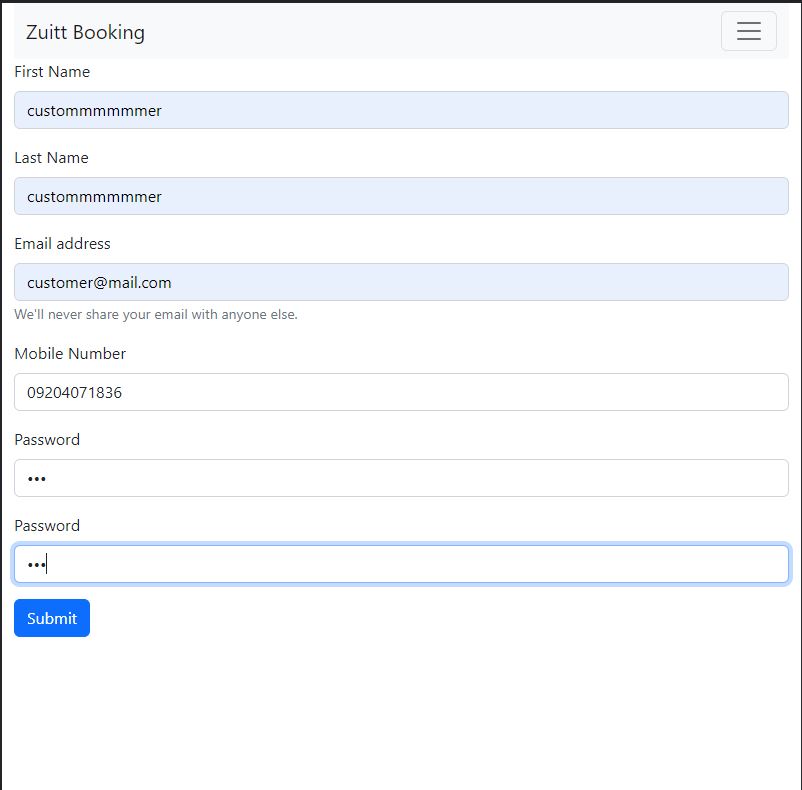 Zuitt Booking
First Name
custommmmmmer
Last Name
custommmmmmer
Email address
customer@mail.com
We'll never share your email with anyone else.
Mobile Number
09204071836
Password
•••
Password
•••
Submit